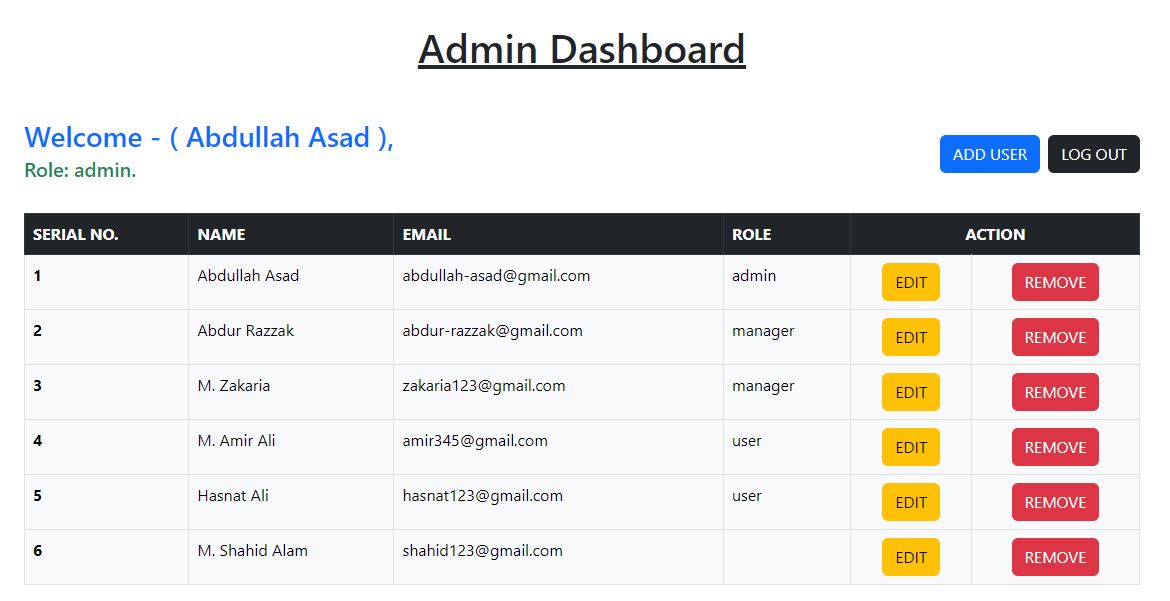 Admin Dashboard
Welcome - ( Abdullah Asad ),
Role: admin.
ADD USER LOG OUT
SERIAL NO. NAME EMAIL ROLE ACTION
1 Abdullah Asad abdullah-asad@gmail.com admin EDIT REMOVE
2 Abdur Razzak abdur-razzak@gmail.com manager EDIT REMOVE
3 M. Zakaria zakaria123@gmail.com manager EDIT REMOVE
4 M. Amir Ali amir345@gmail.com user EDIT REMOVE
5 Hasnat Ali hasnat123@gmail.com user EDIT REMOVE
6 M. Shahid Alam shahid123@gmail.com EDIT REMOVE